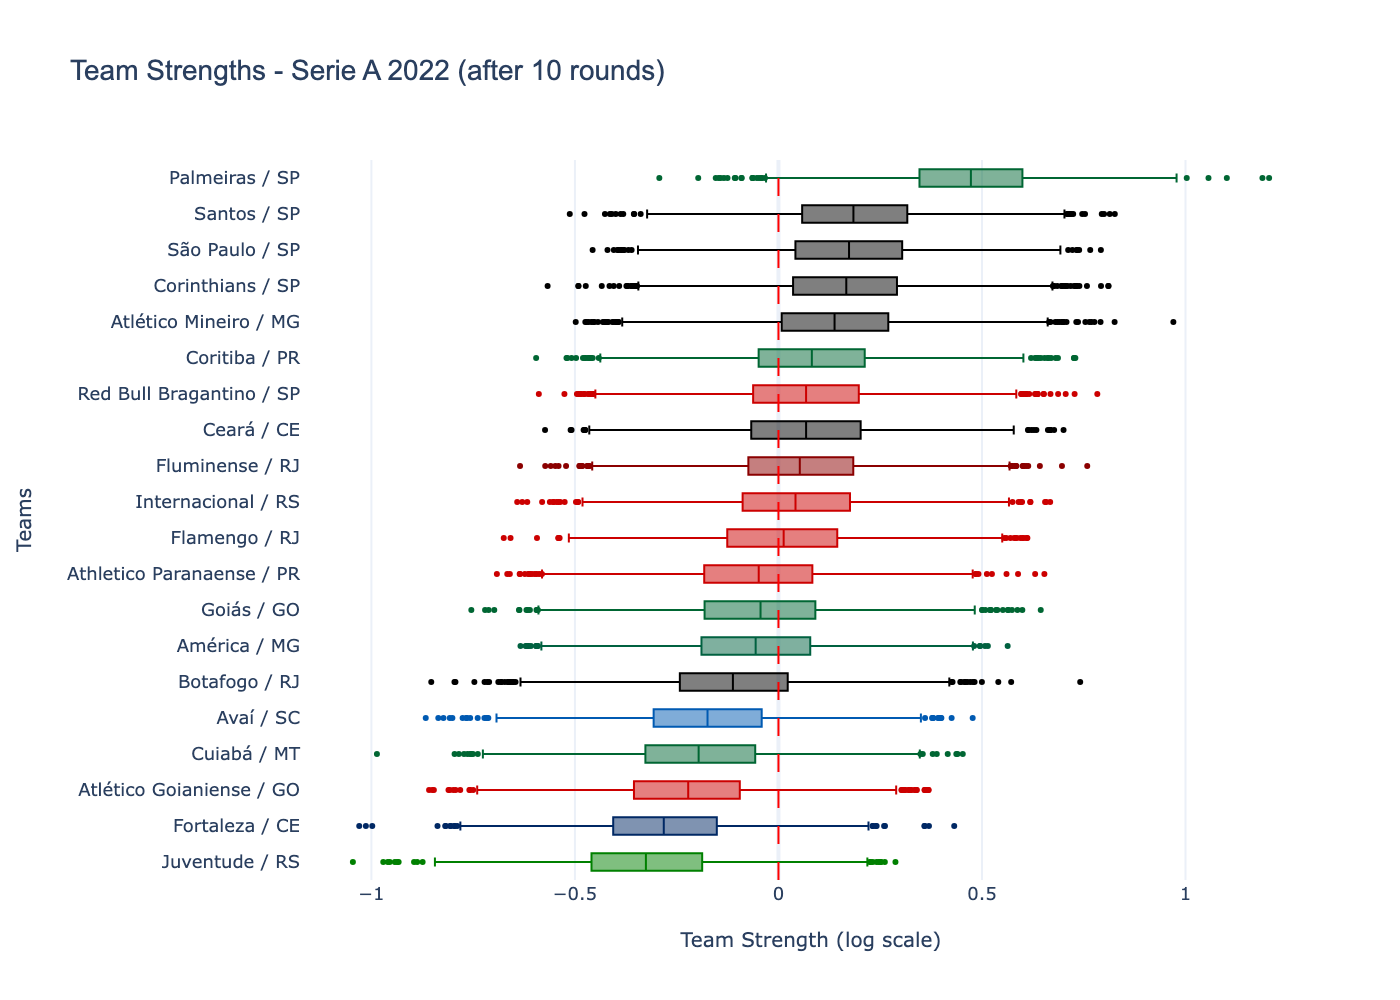 Team Strengths - Serie A 2022 (after 10 rounds)
Palmeiras / SP
Santos / SP
São Paulo / SP
Corinthians / SP
Atlético Mineiro / MG
Coritiba / PR
Red Bull Bragantino / SP
Ceará / CE
Fluminense / RJ
Internacional / RS
Flamengo / RJ
Athletico Paranaense / PR
Goiás / GO
América / MG
Botafogo / RJ
Avaí / SC
Cuiabá / MT
Atlético Goianiense / GO
Fortaleza / CE
Juventude / RS
Teams
−1 −0.5 0 0.5 1
Team Strength (log scale)